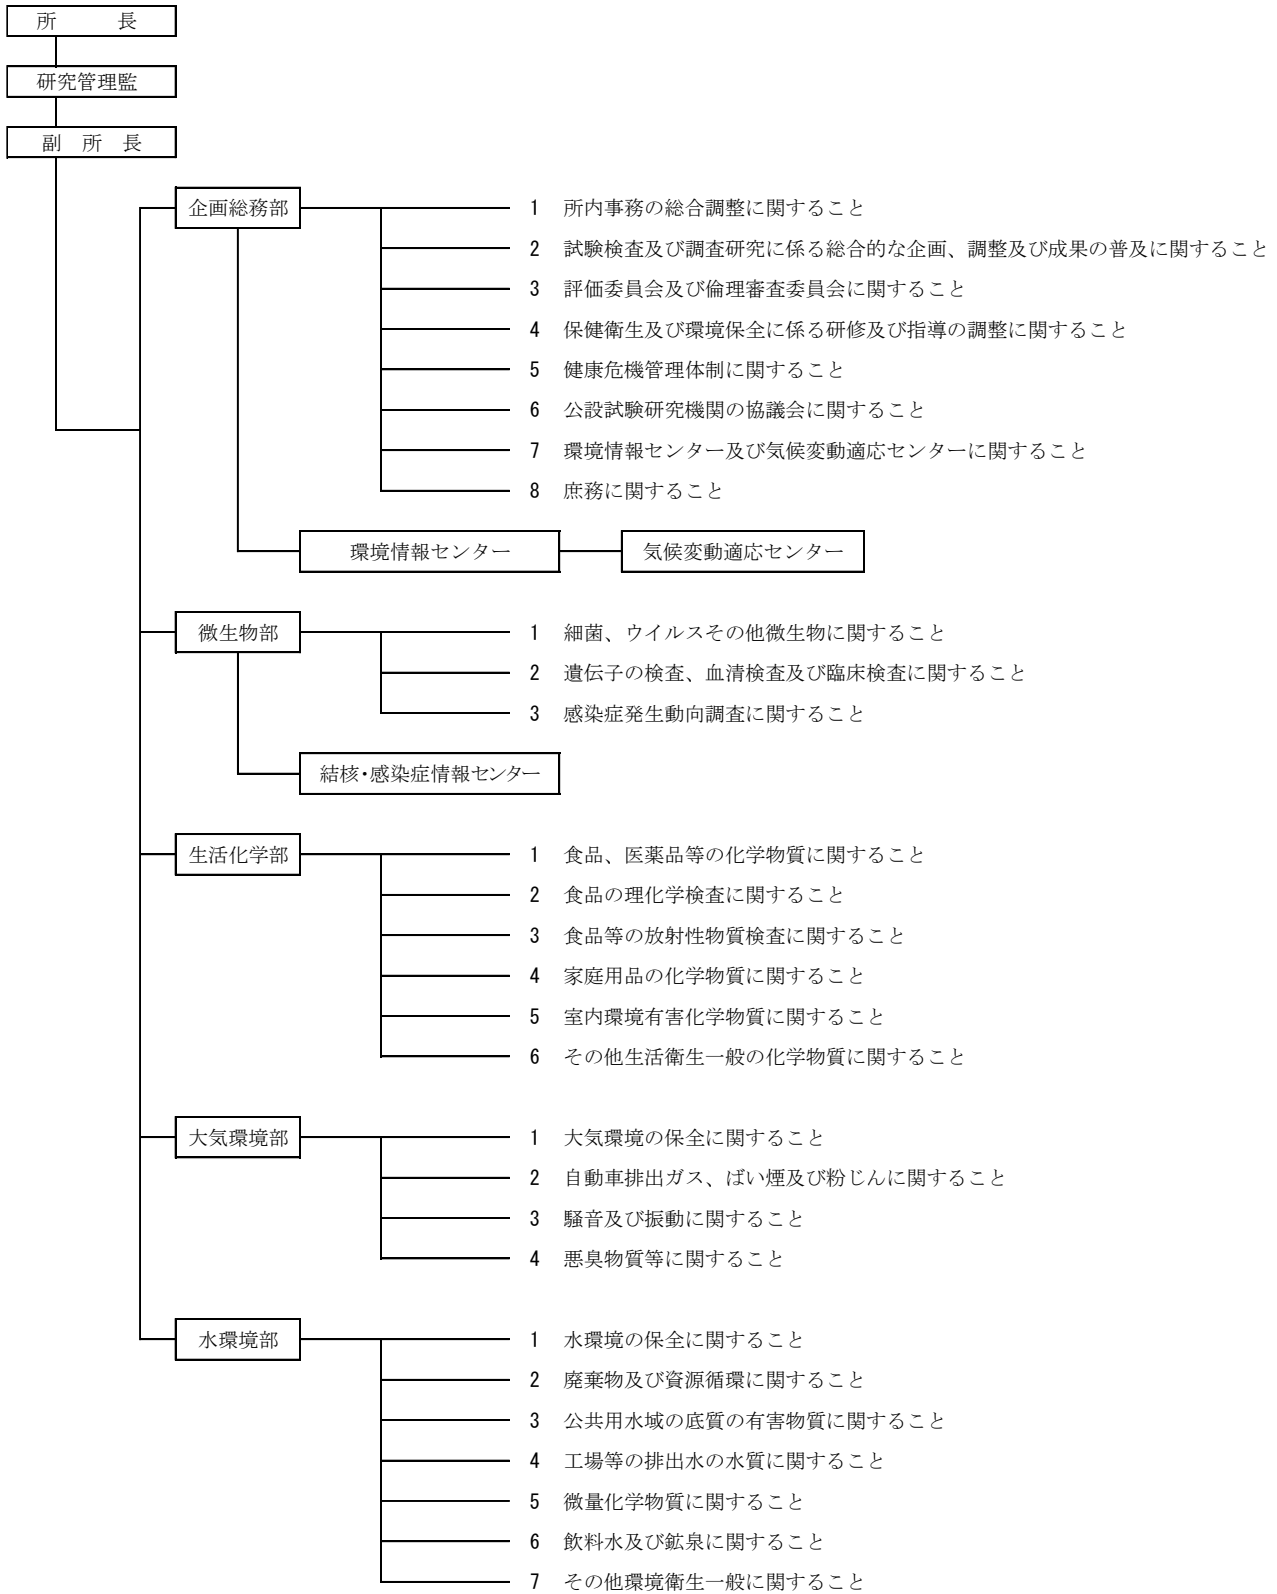 所　　　長
研究管理監
副　所　長
企画総務部
1　所内事務の総合調整に関すること
2　試験検査及び調査研究に係る総合的な企画、調整及び成果の普及に関すること
3　評価委員会及び倫理審査委員会に関すること
4　保健衛生及び環境保全に係る研修及び指導の調整に関すること
5　健康危機管理体制に関すること
6　公設試験研究機関の協議会に関すること
7　環境情報センター及び気候変動適応センターに関すること
8　庶務に関すること
環境情報センター　気候変動適応センター
微生物部
1　細菌、ウイルスその他微生物に関すること
2　遺伝子の検査、血清検査及び臨床検査に関すること
3　感染症発生動向調査に関すること
結核・感染症情報センター
生活化学部
1　食品、医薬品等の化学物質に関すること
2　食品の理化学検査に関すること
3　食品等の放射性物質検査に関すること
4　家庭用品の化学物質に関すること
5　室内環境有害化学物質に関すること
6　その他生活衛生一般の化学物質に関すること
大気環境部
1　大気環境の保全に関すること
2　自動車排出ガス、ばい煙及び粉じんに関すること
3　騒音及び振動に関すること
4　悪臭物質等に関すること
水環境部
1　水環境の保全に関すること
2　廃棄物及び資源循環に関すること
3　公共用水域の底質の有害物質に関すること
4　工場等の排出水の水質に関すること
5　微量化学物質に関すること
6　飲料水及び鉱泉に関すること
7　その他環境衛生一般に関すること